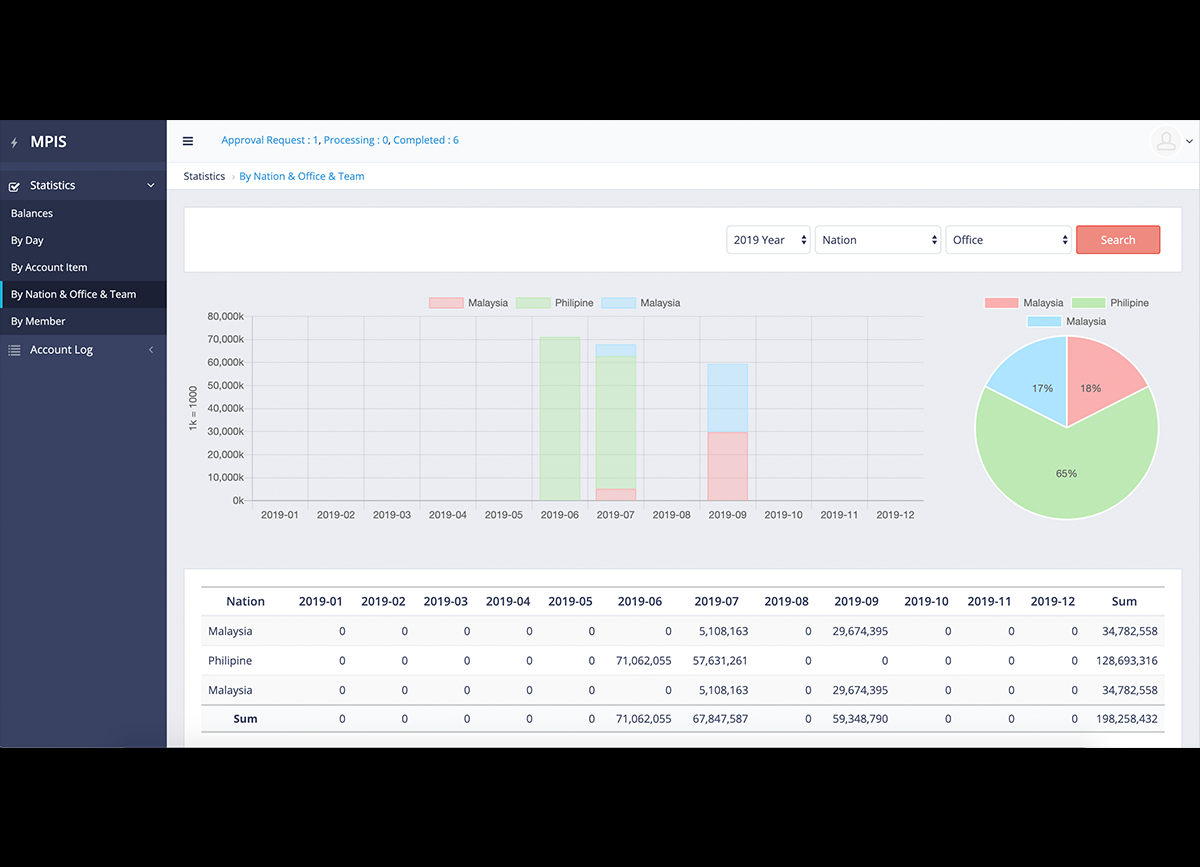 MPIS
Approval Request : 1, Processing : 0, Completed : 6
Statistics
Balances
By Day
By Account Item
By Nation & Office & Team
By Member
Account Log
Statistics › By Nation & Office & Team
2019 Year Nation Office Search
Malaysia Philipine Malaysia
80,000k
70,000k
60,000k
50,000k
40,000k
30,000k
20,000k
10,000k
0k
1k = 1000
2019-01 2019-02 2019-03 2019-04 2019-05 2019-06 2019-07 2019-08 2019-09 2019-10 2019-11 2019-12
Malaysia Philipine
Malaysia
17% 18%
65%
Nation 2019-01 2019-02 2019-03 2019-04 2019-05 2019-06 2019-07 2019-08 2019-09 2019-10 2019-11 2019-12 Sum
Malaysia 0 0 0 0 0 0 5,108,163 0 29,674,395 0 0 0 34,782,558
Philipine 0 0 0 0 0 71,062,055 57,631,261 0 0 0 0 0 128,693,316
Malaysia 0 0 0 0 0 0 5,108,163 0 29,674,395 0 0 0 34,782,558
Sum 0 0 0 0 0 71,062,055 67,847,587 0 59,348,790 0 0 0 198,258,432